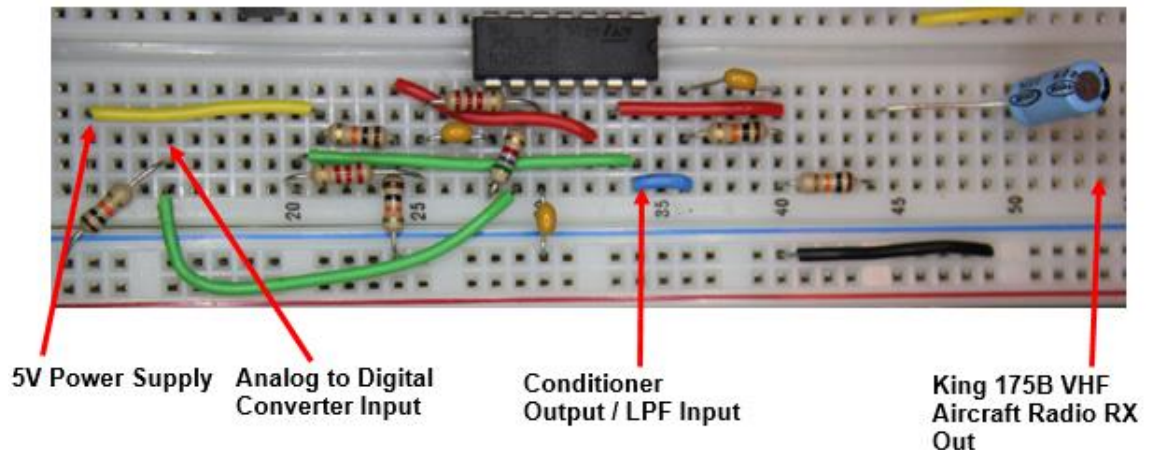 20
25
35
40
45
50
5V Power Supply
Analog to Digital
Converter Input
Conditioner
Output / LPF Input
King 175B VHF
Aircraft Radio RX
Out